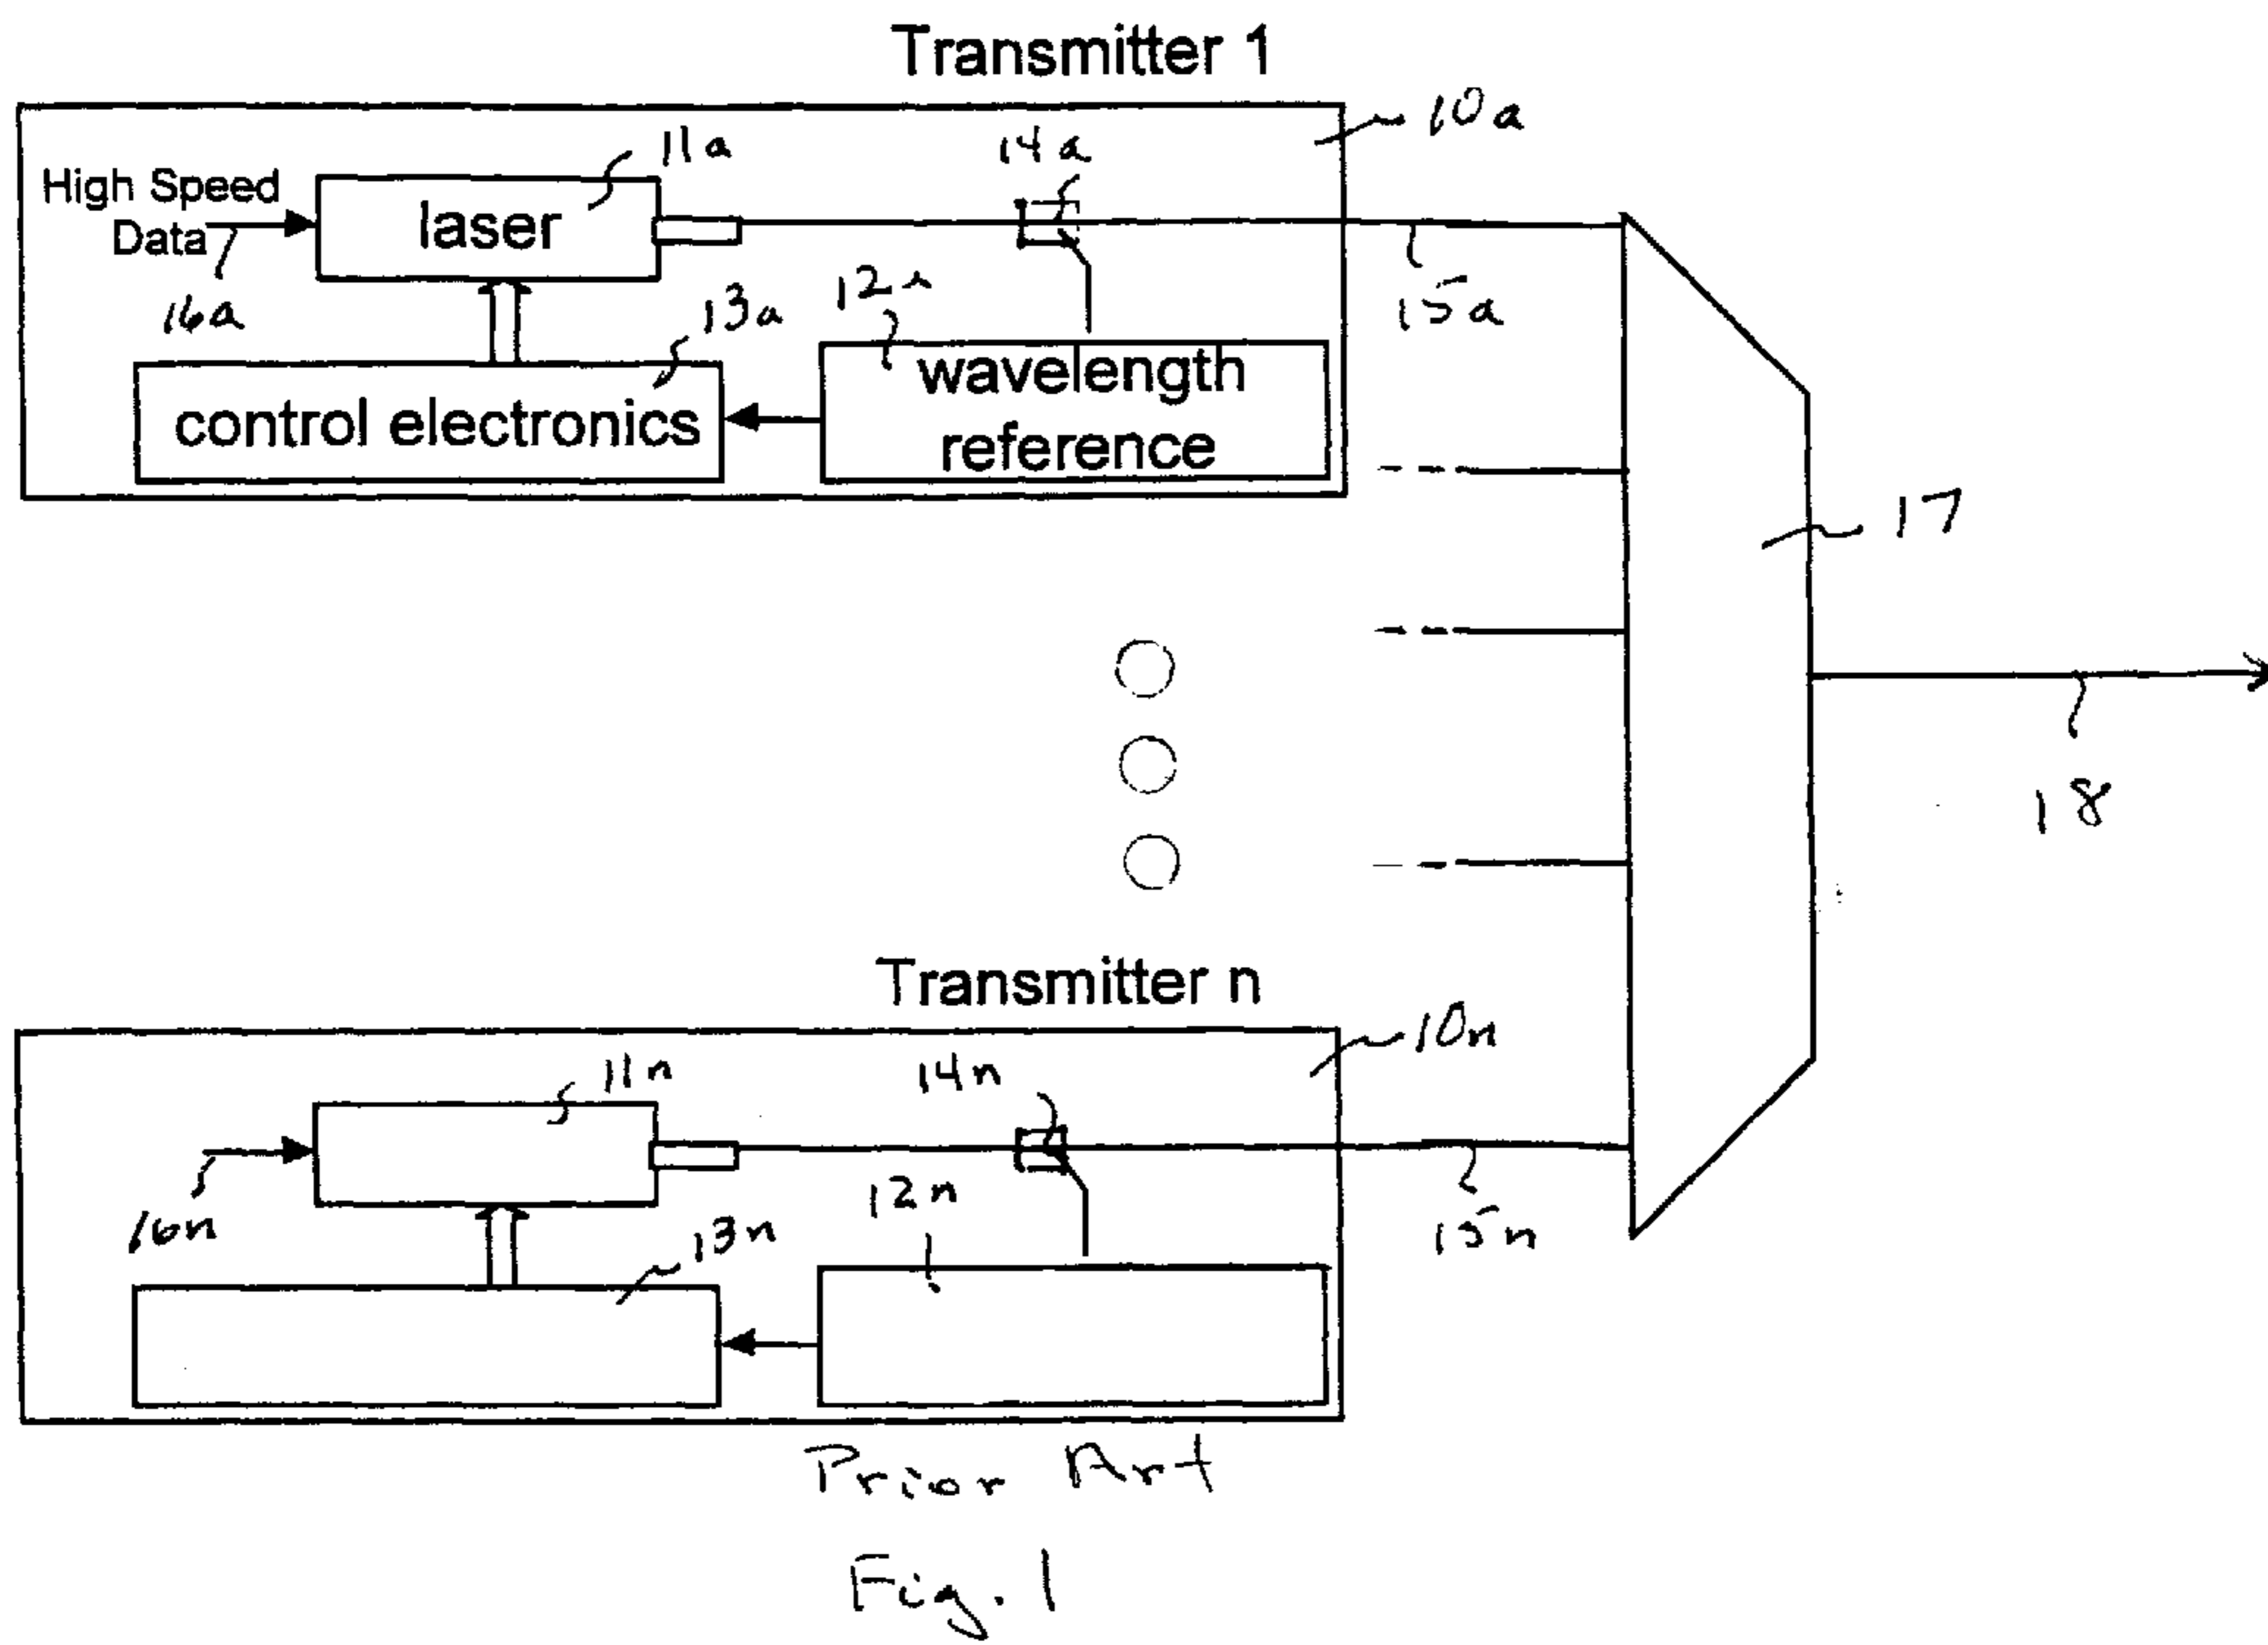 Transmitter 1
10a
11a
14a
High Speed
Data
laser
16a
13a
12a
15a
control electronics
wavelength
reference
17
18
Transmitter n
10n
11n
14n
12n
16n
13n
15n
Prior Art
Fig. 1